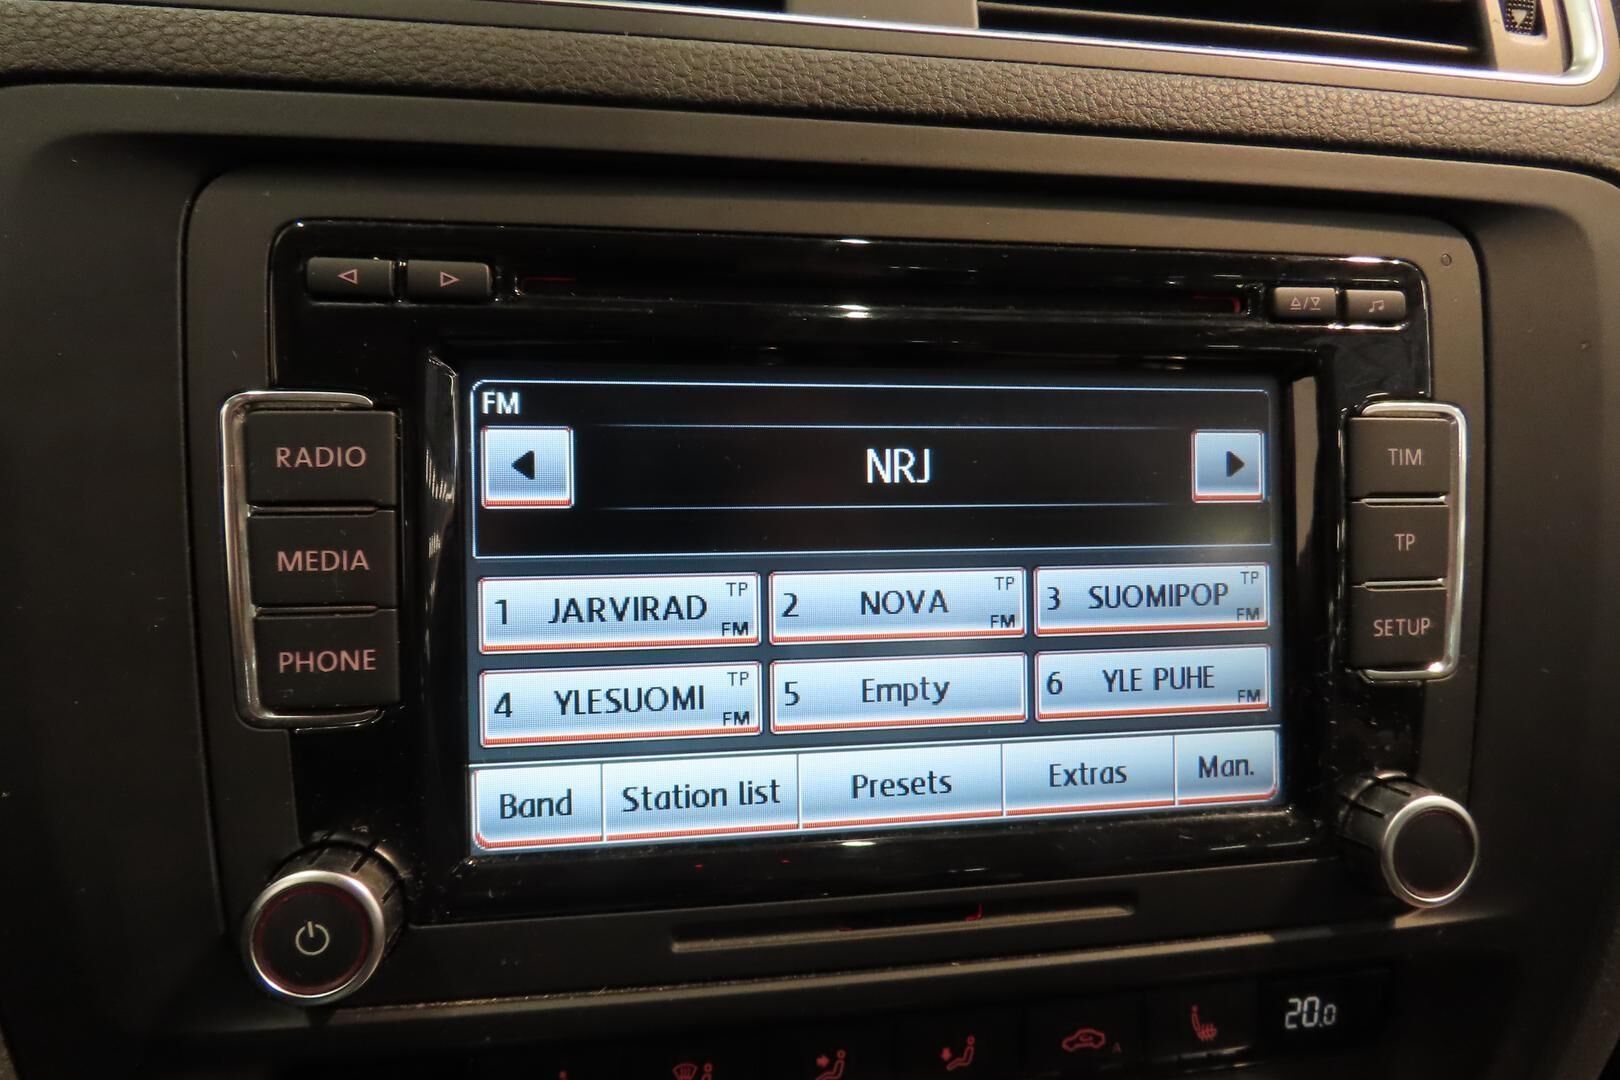 FM
NRJ
RADIO
MEDIA
PHONE
TIM
TP
SETUP
1 JARVIRAD TP FM
2 NOVA TP FM
3 SUOMIPOP TP FM
4 YLESUOMI TP FM
5 Empty
6 YLE PUHE FM
Band Station list Presets Extras Man.
20.0
A